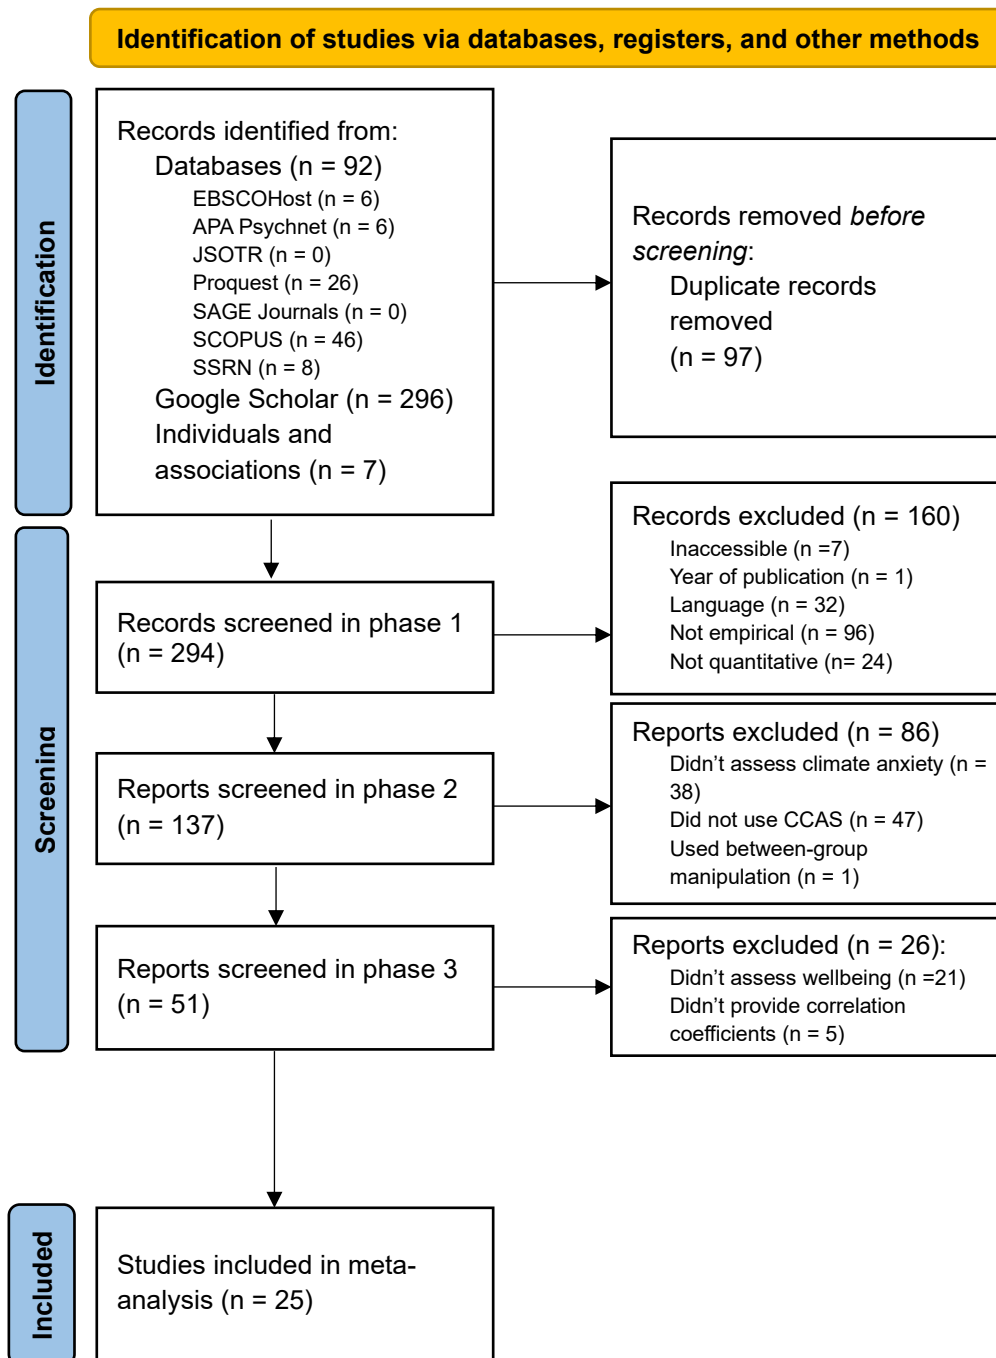 Identification of studies via databases, registers, and other methods
Identification
Records identified from:
Databases (n = 92)
EBSCOHost (n = 6)
APA Psychnet (n = 6)
JSOTR (n = 0)
Proquest (n = 26)
SAGE Journals (n = 0)
SCOPUS (n = 46)
SSRN (n = 8)
Google Scholar (n = 296)
Individuals and
associations (n = 7)
Records removed before
screening:
Duplicate records
removed
(n = 97)
Screening
Records screened in phase 1
(n = 294)
Records excluded (n = 160)
Inaccessible (n =7)
Year of publication (n = 1)
Language (n = 32)
Not empirical (n = 96)
Not quantitative (n= 24)
Reports screened in phase 2
(n = 137)
Reports excluded (n = 86)
Didn’t assess climate anxiety (n =
38)
Did not use CCAS (n = 47)
Used between-group
manipulation (n = 1)
Reports screened in phase 3
(n = 51)
Reports excluded (n = 26):
Didn’t assess wellbeing (n =21)
Didn’t provide correlation
coefficients (n = 5)
Included
Studies included in meta-
analysis (n = 25)